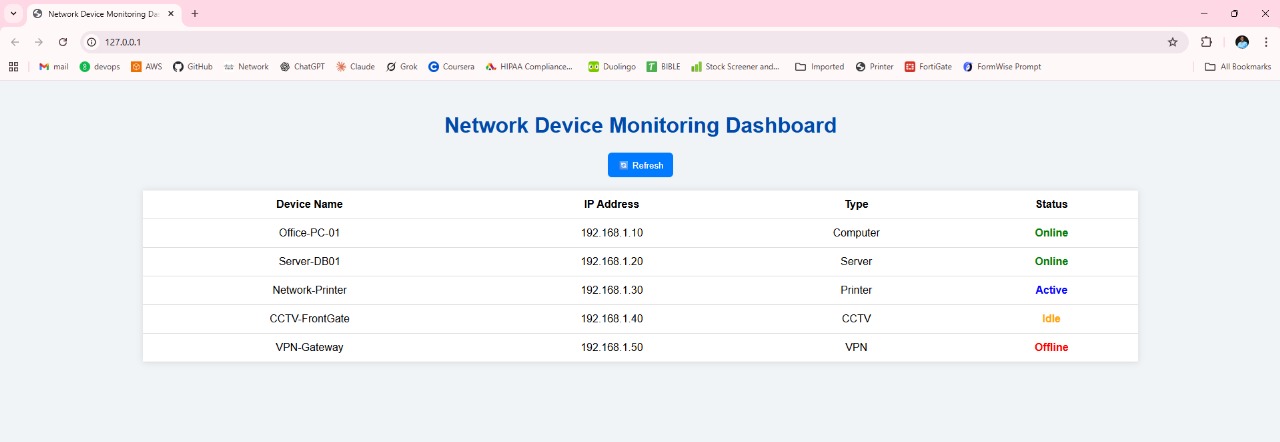 Network Device Monitoring Da
127.0.0.1
mail devops AWS GitHub Network ChatGPT Claude Grok Coursera HIPAA Compliance... Duolingo BIBLE Stock Screener and... Imported Printer FortiGate FormWise Prompt All Bookmarks
Network Device Monitoring Dashboard
Refresh
Device Name IP Address Type Status
Office-PC-01 192.168.1.10 Computer Online
Server-DB01 192.168.1.20 Server Online
Network-Printer 192.168.1.30 Printer Active
CCTV-FrontGate 192.168.1.40 CCTV Idle
VPN-Gateway 192.168.1.50 VPN Offline